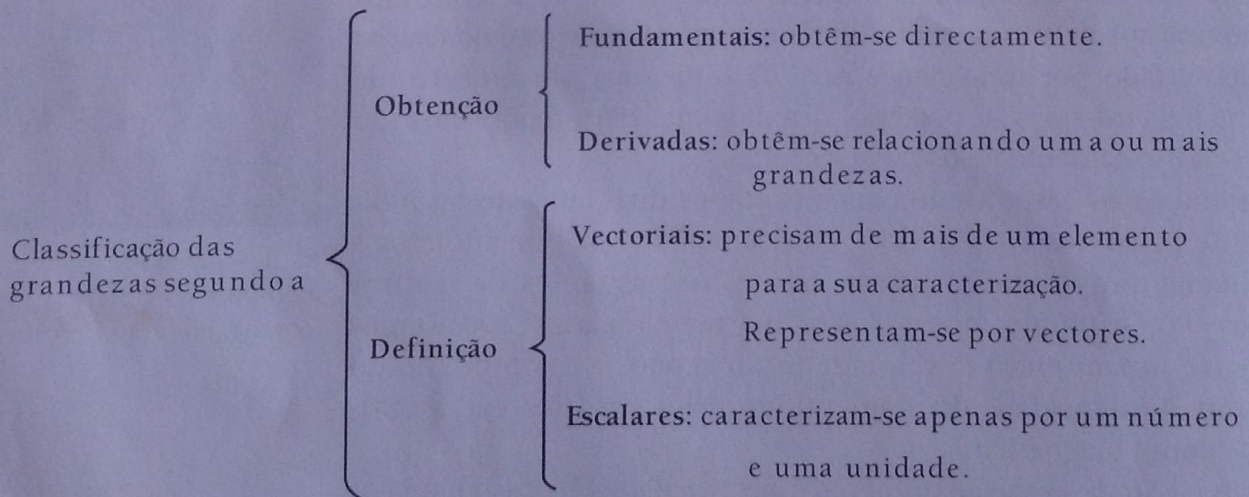 Classificação das
grandezas segundo a
Obtenção
Fundamentais: obtêm-se directamente.
Derivadas: obtêm-se relacionando uma ou mais
grandezas.
Definição
Vectoriais: precisam de mais de um elemento
para a sua caracterização.
Representam-se por vectores.
Escalares: caracterizam-se apenas por um número
e uma unidade.